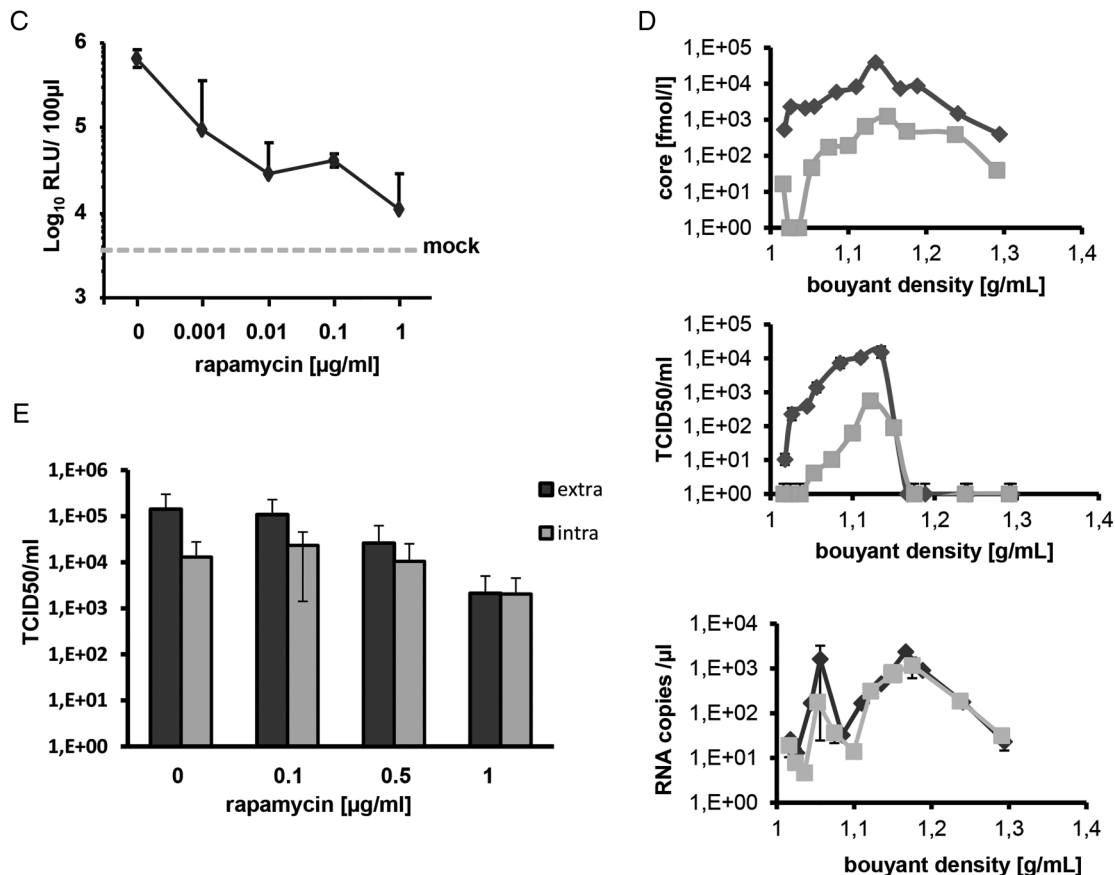 C
Log10 RLU/ 100µl
6
5
4
3
mock
0 0.001 0.01 0.1 1
rapamycin [µg/ml]
D
core [fmol/l]
1,E+05
1,E+04
1,E+03
1,E+02
1,E+01
1,E+00
1 1,1 1,2 1,3 1,4
bouyant density [g/mL]
TCID50/ml
1,E+05
1,E+04
1,E+03
1,E+02
1,E+01
1,E+00
1 1,1 1,2 1,3 1,4
bouyant density [g/mL]
RNA copies /µl
1,E+05
1,E+04
1,E+03
1,E+02
1,E+01
1,E+00
1 1,1 1,2 1,3 1,4
bouyant density [g/mL]
E
TCID50/ml
1,E+06
1,E+05
1,E+04
1,E+03
1,E+02
1,E+01
1,E+00
extra
intra
0 0.1 0.5 1
rapamycin [µg/ml]